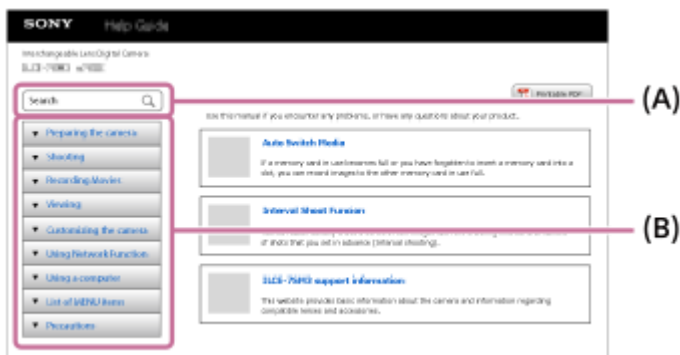 SONY Help Guide
Interchangeable Lens Digital Camera
Printable PDF
Search
(A)
Use this manual if you encounter any problems, or have any questions about your product.
Preparing the camera
Shooting
Recording Movies
Viewing
Customizing the camera
Using Network Function
Using a computer
List of MENU items
Precautions
(B)
Auto Switch Media
If a memory card in use becomes full or you have forgotten to insert a memory card into a
slot, you can record images to the other memory card in use full.
Interval Shoot Funcion
of shots that you set in advance (Interval shooting).
support information
This website provides basic information about the camera and information regarding
compatible lenses and accessories.